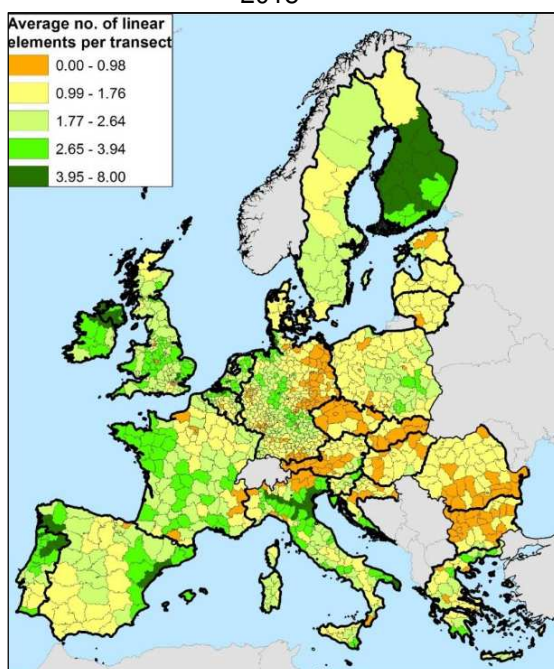 Average no. of linear
elements per transect
0.00 - 0.98
0.99 - 1.76
1.77 - 2.64
2.65 - 3.94
3.95 - 8.00